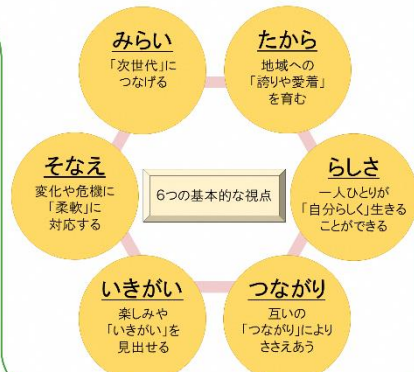 みらい
「次世代」に
つなげる
たから
地域への
「誇りや愛着」
を育む
そなえ
変化や危機に
「柔軟」に
対応する
6つの基本的な視点
らしさ
一人ひとりが
「自分らしく」生きる
ことができる
いきがい
楽しみや
「いきがい」を
見出せる
つながり
互いの
「つながり」により
ささえあう